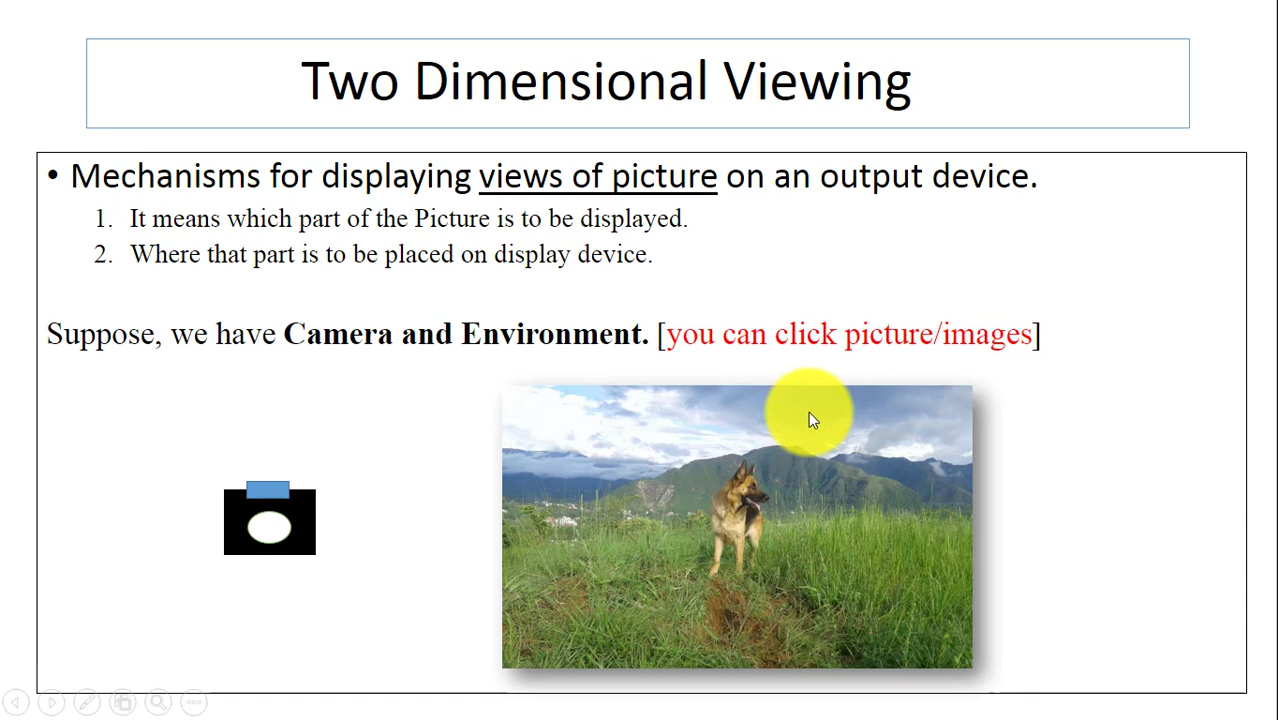 Two Dimensional Viewing
• Mechanisms for displaying views of picture on an output device.
1. It means which part of the Picture is to be displayed.
2. Where that part is to be placed on display device.
Suppose, we have Camera and Environment. [you can click picture/images]